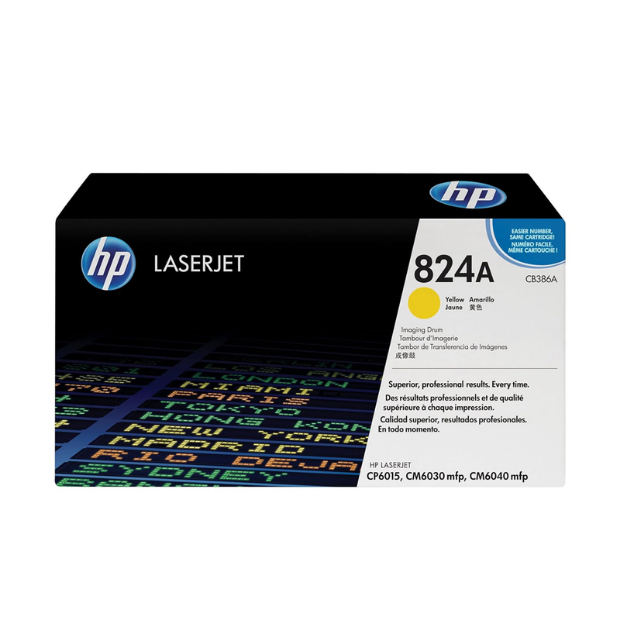 hp
EASIER NUMBER,
SAME CARTRIDGE!
NUMÉRO FACILE,
MÊME CARTOUCHE !
hp LASERJET
824A
CB386A
Yellow Amarillo
Jaune 黄色
Imaging Drum
Tambour d'Imagerie
Tambor de Transferencia de Imágenes
成像鼓
Superior, professional results. Every time.
Des résultats professionnels et de qualité
supérieure à chaque impression.
Calidad superior, resultados profesionales.
En todo momento.
HP LASERJET
CP6015, CM6030 mfp, CM6040 mfp
LONDON
MIAMI
PARIS
TOKYO
HONG KON
NEW YORK
MADRID
RIO DE JA
SYDNEY